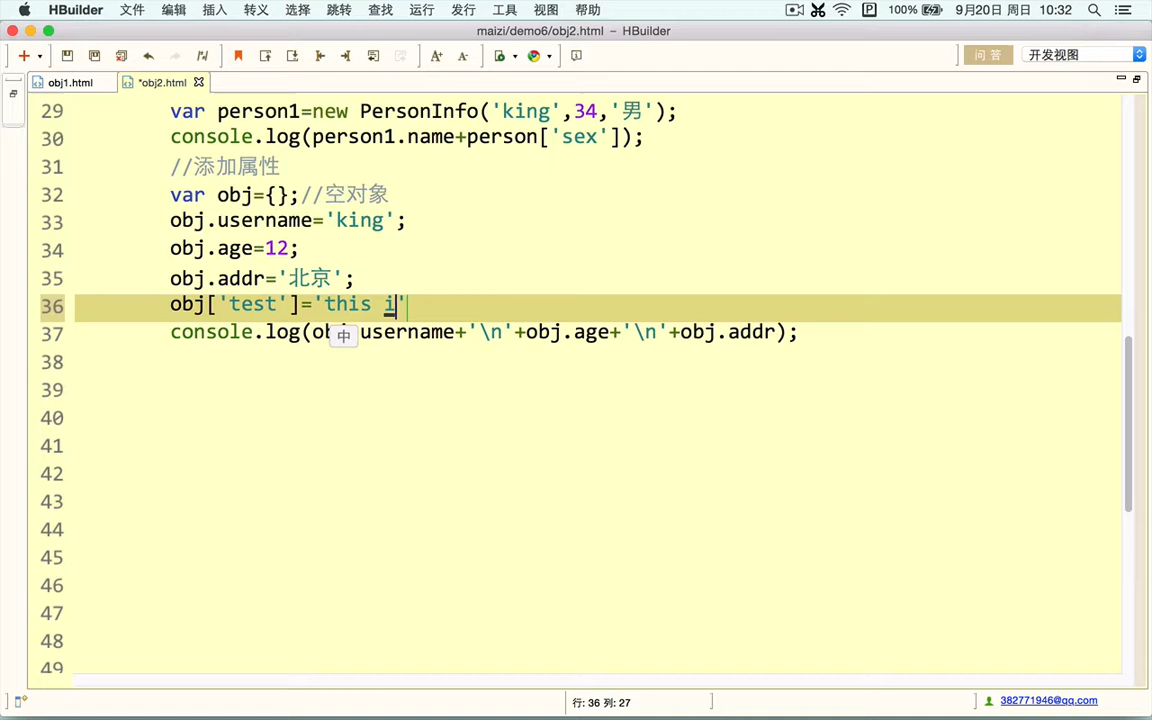 HBuilder 文件 编辑 插入 转义 选择 跳转 查找 运行 发行 工具 视图 帮助 100% 9月20日 周日 10:32
maizi/demo6/obj2.html − HBuilder
问 答 开发视图
obj1.html *obj2.html
29 var person1=new PersonInfo('king',34,'男');
30 console.log(person1.name+person['sex']);
31 //添加属性
32 var obj={};//空对象
33 obj.username='king';
34 obj.age=12;
35 obj.addr='北京';
36 obj['test']='this i'
37 console.log(obj.username+'\n'+obj.age+'\n'+obj.addr);
中
38
39
40
41
42
43
44
45
46
47
48
49
行: 36 列: 27 382771946@qq.com